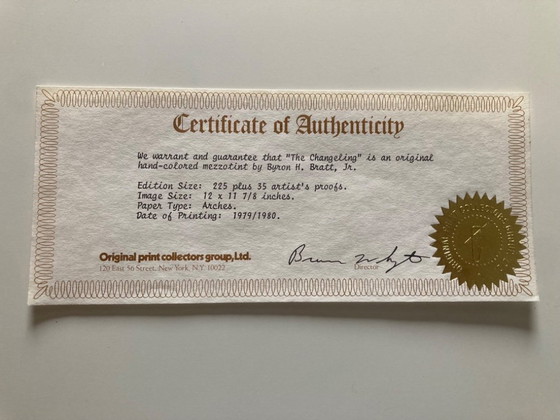 Certificate of Authenticity
We warrant and guarantee that "The Changeling" is an original
hand-colored mezzotint by Byron H. Bratt, Jr.
Edition Size: 225 plus 35 artist's proofs.
Image Size: 12 x 11 7/8 inches.
Paper Type: Arches.
Date of Printing: 1979/1980.
Original print collectors group, Ltd.
120 East 56 Street, New York, N.Y. 10022
Director